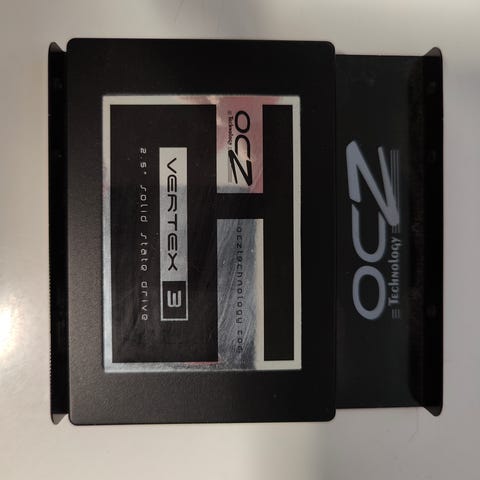 OCZ
Technology
VERTEX 3
2.5" solid state drive
ocztechnology.com
OCZ
Technology